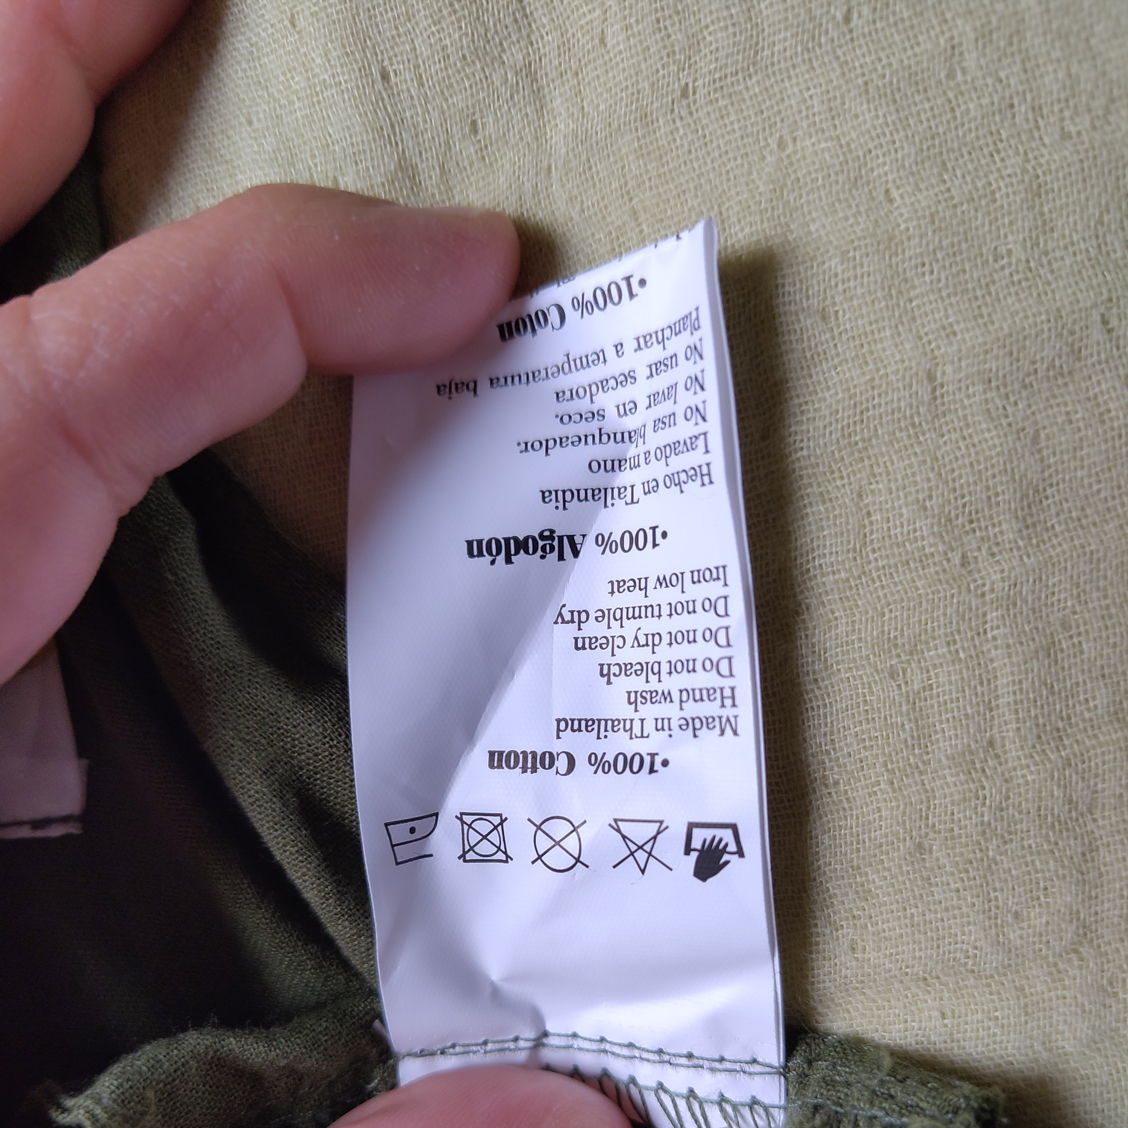 •100% Cotton
Made in Thailand
Hand wash
Do not bleach
Do not dry clean
Do not tumble dry
Iron low heat
•100% Algodón
Hecho en Tailandia
Lavado a mano
No usa blanqueador.
No lavar en seco.
No usar secadora
Planchar a temperatura baja
•100% Coton